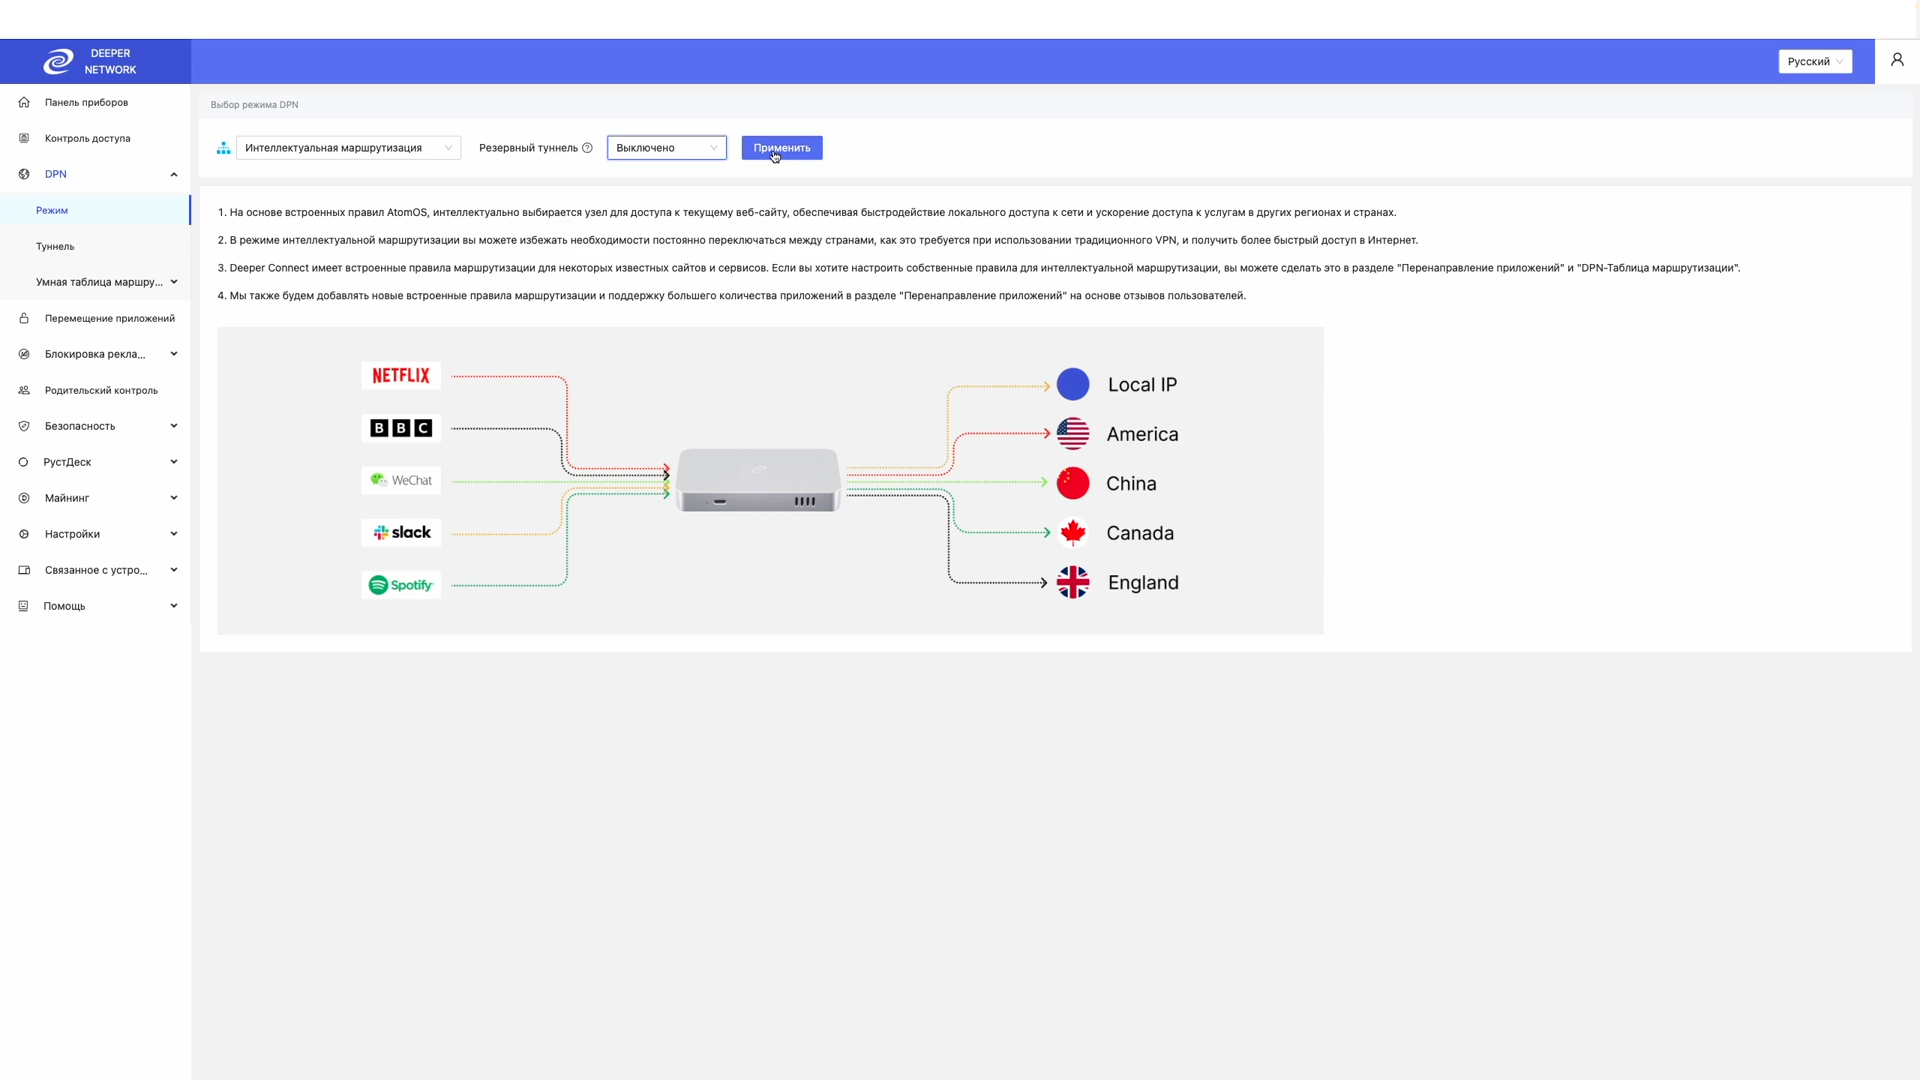 DEEPER
NETWORK
Русский
Панель приборов
Контроль доступа
DPN
Режим
Туннель
Умная таблица маршру...
Перемещение приложений
Блокировка рекла...
Родительский контроль
Безопасность
РустДеск
Майнинг
Настройки
Связанное с устро...
Помощь
Выбор режима DPN
Интеллектуальная маршрутизация Резервный туннель Выключено Применить
1. На основе встроенных правил AtomOS, интеллектуально выбирается узел для доступа к текущему веб-сайту, обеспечивая быстродействие локального доступа к сети и ускорение доступа к услугам в других регионах и странах.
2. В режиме интеллектуальной маршрутизации вы можете избежать необходимости постоянно переключаться между странами, как это требуется при использовании традиционного VPN, и получить более быстрый доступ в Интернет.
3. Deeper Connect имеет встроенные правила маршрутизации для некоторых известных сайтов и сервисов. Если вы хотите настроить собственные правила для интеллектуальной маршрутизации, вы можете сделать это в разделе "Перенаправление приложений" и "DPN-Таблица маршрутизации".
4. Мы также будем добавлять новые встроенные правила маршрутизации и поддержку большего количества приложений в разделе "Перенаправление приложений" на основе отзывов пользователей.
NETFLIX
BBC
WeChat
slack
Spotify
Local IP
America
China
Canada
England